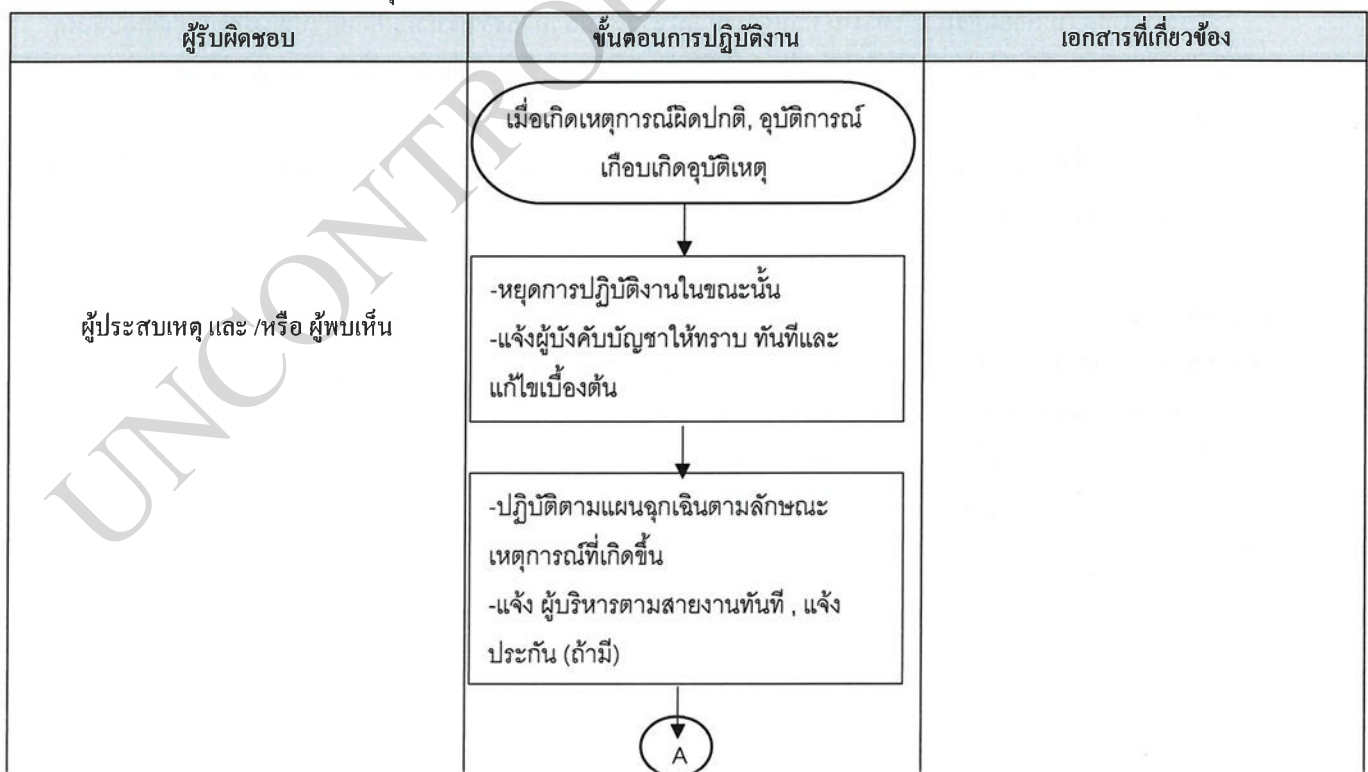 ผู้รับผิดชอบ
ขั้นตอนการปฏิบัติงาน
เอกสารที่เกี่ยวข้อง
เมื่อเกิดเหตุการณ์ผิดปกติ, อุบัติการณ์
เกือบเกิดอุบัติเหตุ
ผู้ประสบเหตุ และ /หรือ ผู้พบเห็น
-หยุดการปฏิบัติงานในขณะนั้น
-แจ้งผู้บังคับบัญชาให้ทราบ ทันทีและ
แก้ไขเบื้องต้น
-ปฏิบัติตามแผนฉุกเฉินตามลักษณะ
เหตุการณ์ที่เกิดขึ้น
-แจ้ง ผู้บริหารตามสายงานทันที , แจ้ง
ประกัน (ถ้ามี)
A